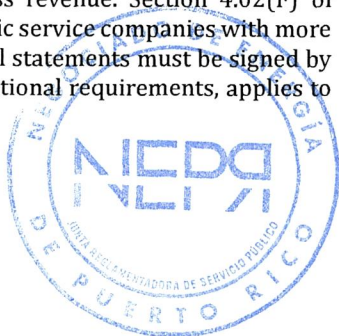 ss revenue. Section 4.02(F) of
ic service companies with more
l statements must be signed by
tional requirements, applies to
NEGOCIADO DE ENERGÍA
NEPR
JUNTA REGLAMENTADORA DE SERVICIO PÚBLICO
DE PUERTO RICO